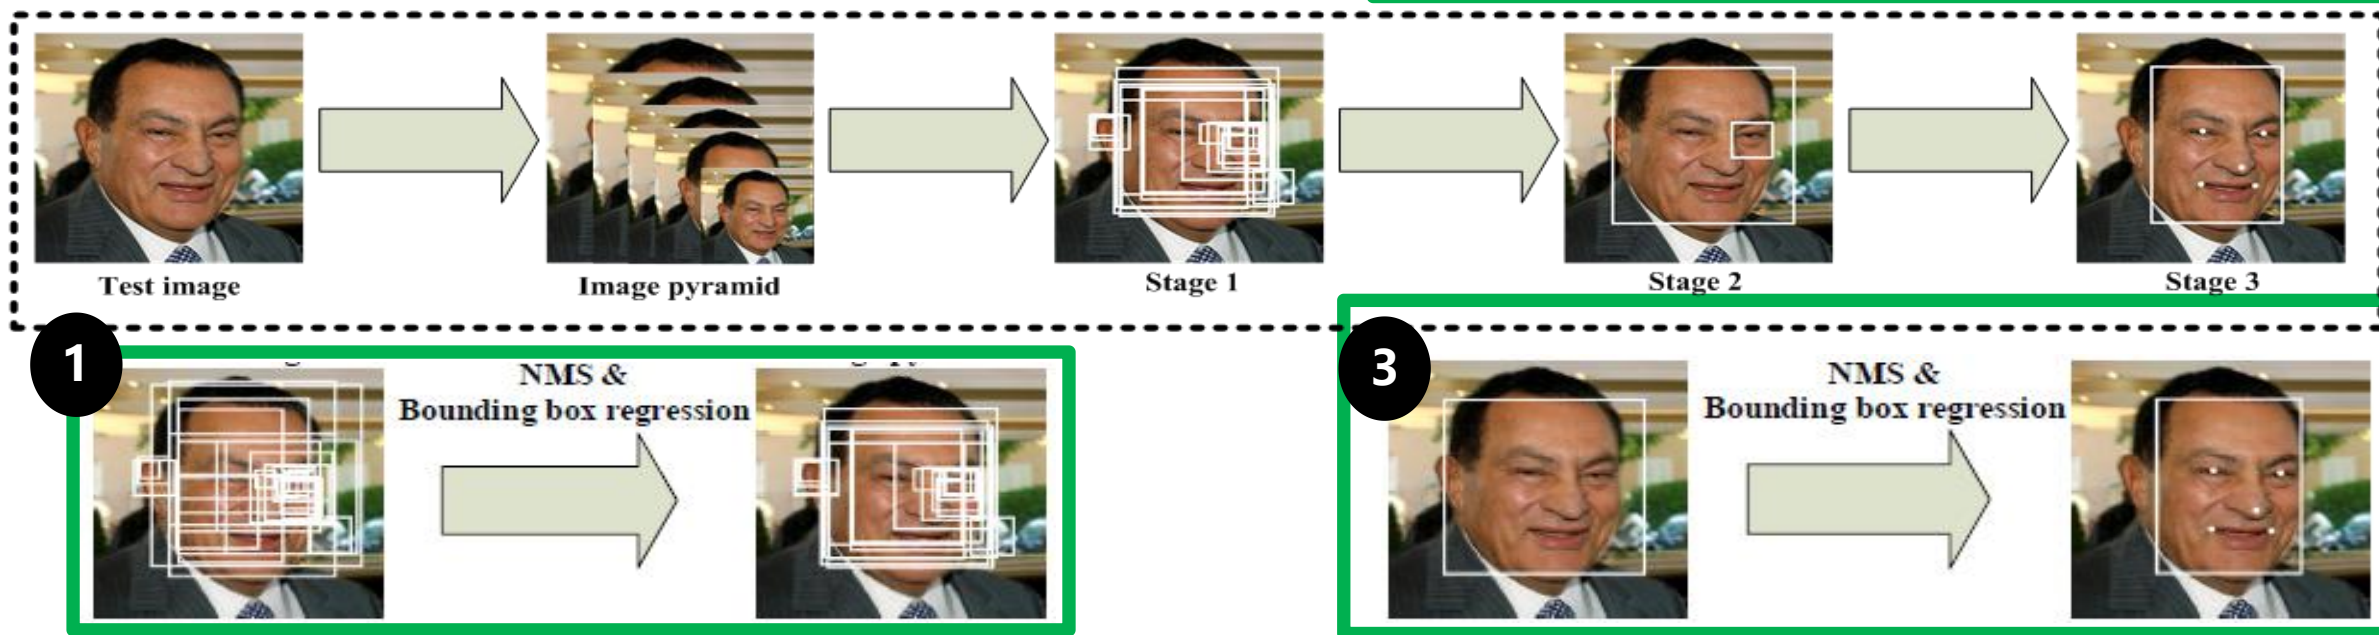 Test image
Image pyramid
Stage 1
Stage 2
Stage 3
1
NMS &
Bounding box regression
3
NMS &
Bounding box regression